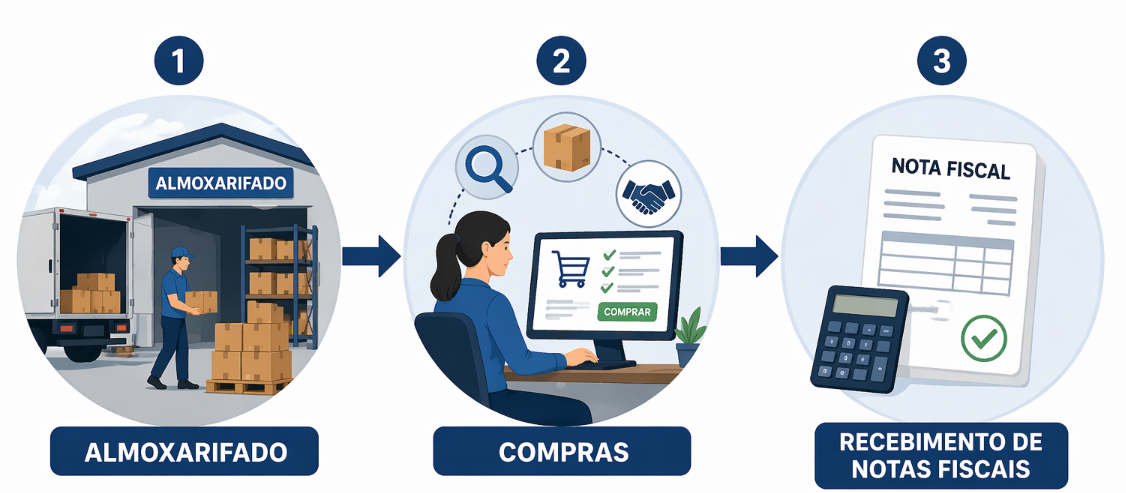 1
2
3
ALMOXARIFADO
COMPRAR
NOTA FISCAL
ALMOXARIFADO
COMPRAS
RECEBIMENTO DE
NOTAS FISCAIS